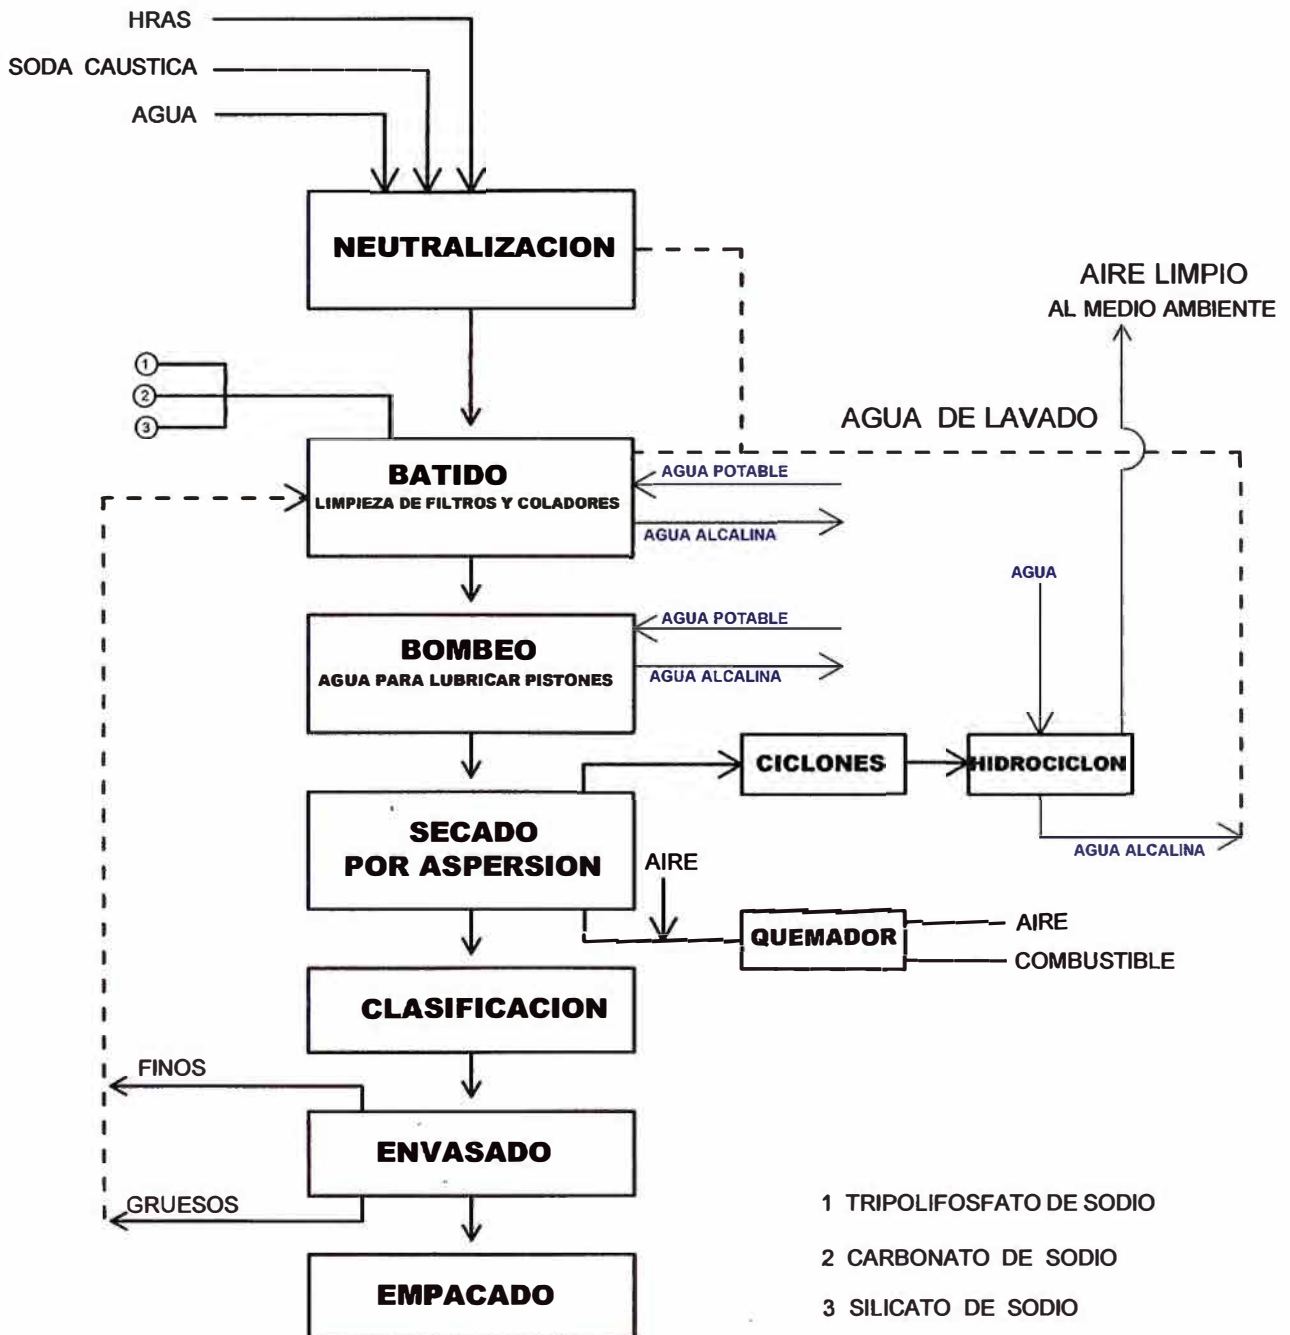 HRAS
SODA CAUSTICA
AGUA
NEUTRALIZACION
AIRE LIMPIO
AL MEDIO AMBIENTE
1
2
3
AGUA DE LAVADO
BATIDO
LIMPIEZA DE FILTROS Y COLADORES
AGUA POTABLE
AGUA ALCALINA
AGUA
BOMBEO
AGUA PARA LUBRICAR PISTONES
AGUA POTABLE
AGUA ALCALINA
CICLONES
HIDROCICLON
SECADO
POR ASPERSION
AGUA ALCALINA
AIRE
QUEMADOR
AIRE
COMBUSTIBLE
CLASIFICACION
FINOS
ENVASADO
GRUESOS
EMPACADO
1 TRIPOLIFOSFATO DE SODIO
2 CARBONATO DE SODIO
3 SILICATO DE SODIO